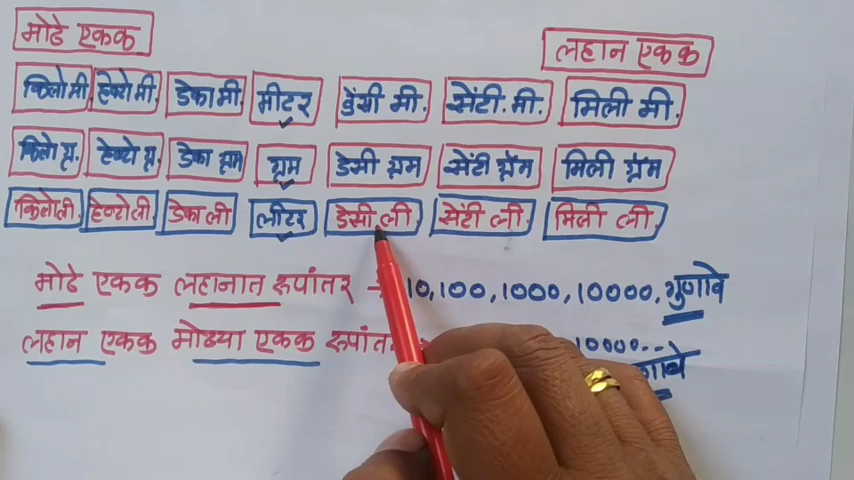 मोठे एकक लहान एकक
किलोमी हेक्टो मी. डेका मी. मीटर डेसी मी. सेंटी. मी. मिली मी.
किलो ग्र. हेक्टो ग्र. डेका ग्रम ग्रम डेसी ग्रम सेंटी ग्रॅम मिली ग्रॅम
किलोली. हेक्टोली. डेका ली लीटर डेसी ली सेंटी ली. मिली ली.
मोठे एकक लहानात रुपांतर → 10,100,1000,10000, गुणावे
लहान एकक मोठ्या एकक रुपांतर 10000..